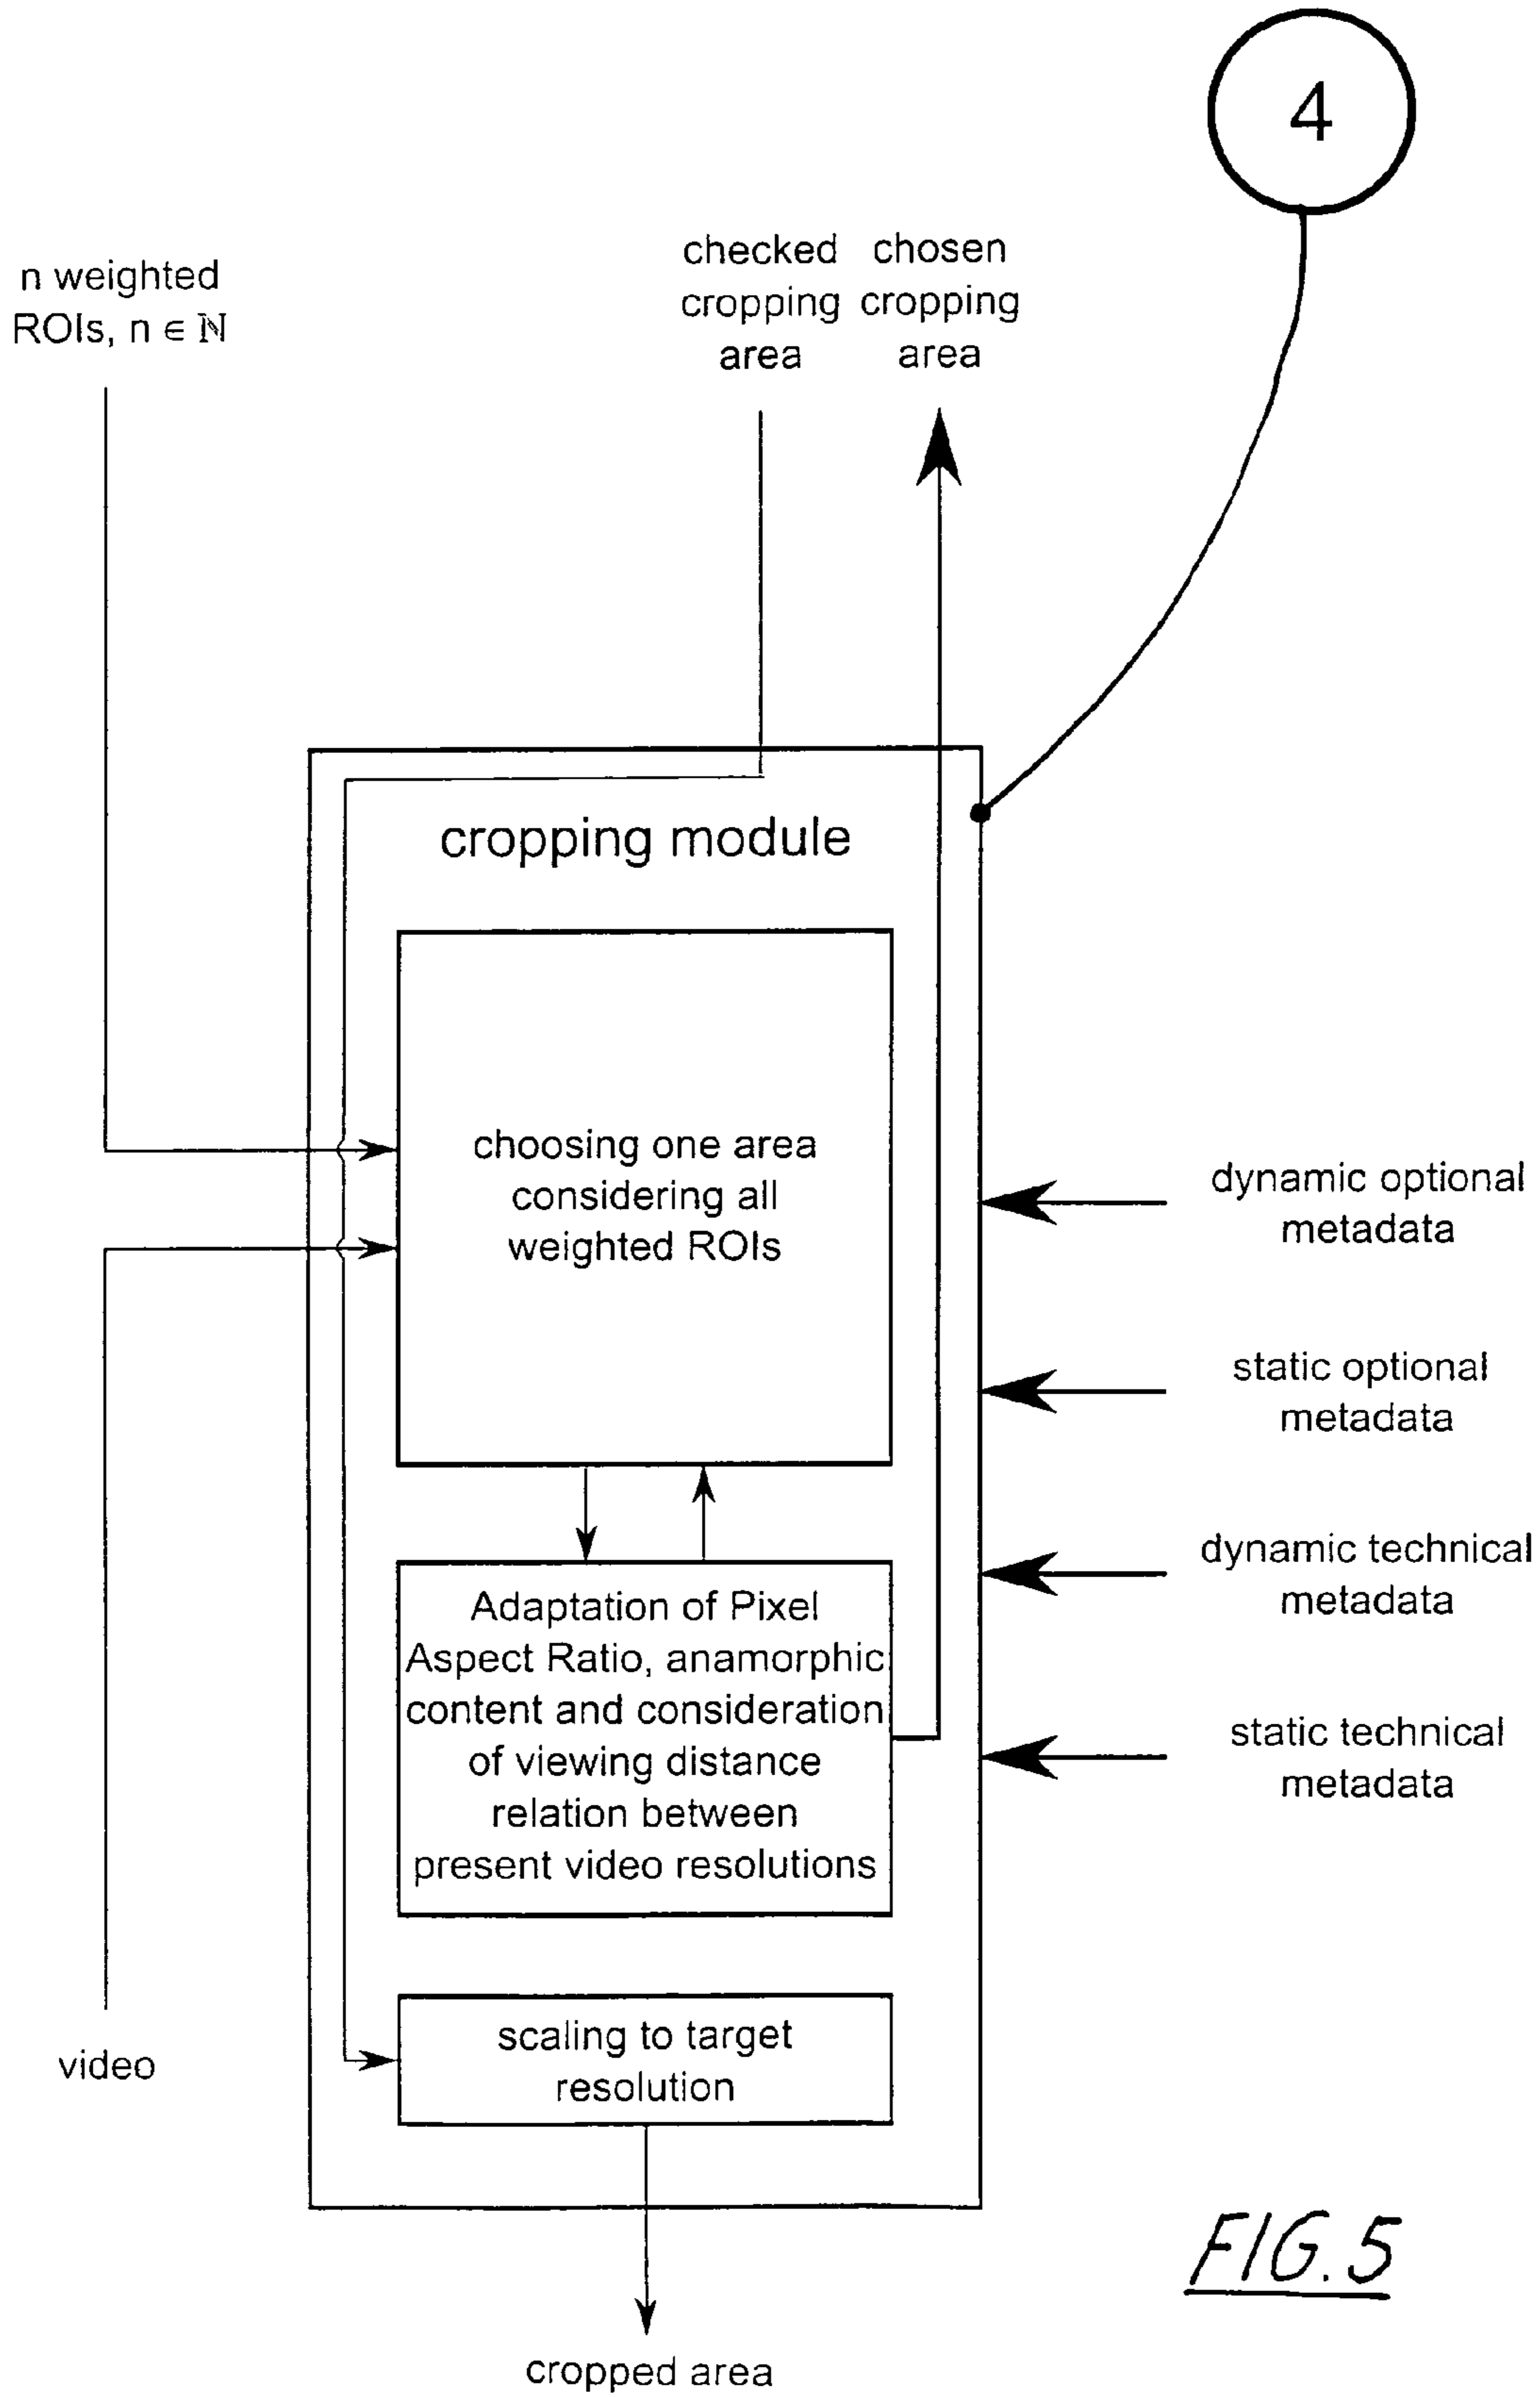 4
n weighted
ROIs, n ∈ ℕ
checked
cropping
area
chosen
cropping
area
cropping module
choosing one area
considering all
weighted ROIs
dynamic optional
metadata
static optional
metadata
dynamic technical
metadata
static technical
metadata
Adaptation of Pixel
Aspect Ratio, anamorphic
content and consideration
of viewing distance
relation between
present video resolutions
video
scaling to target
resolution
cropped area
FIG. 5